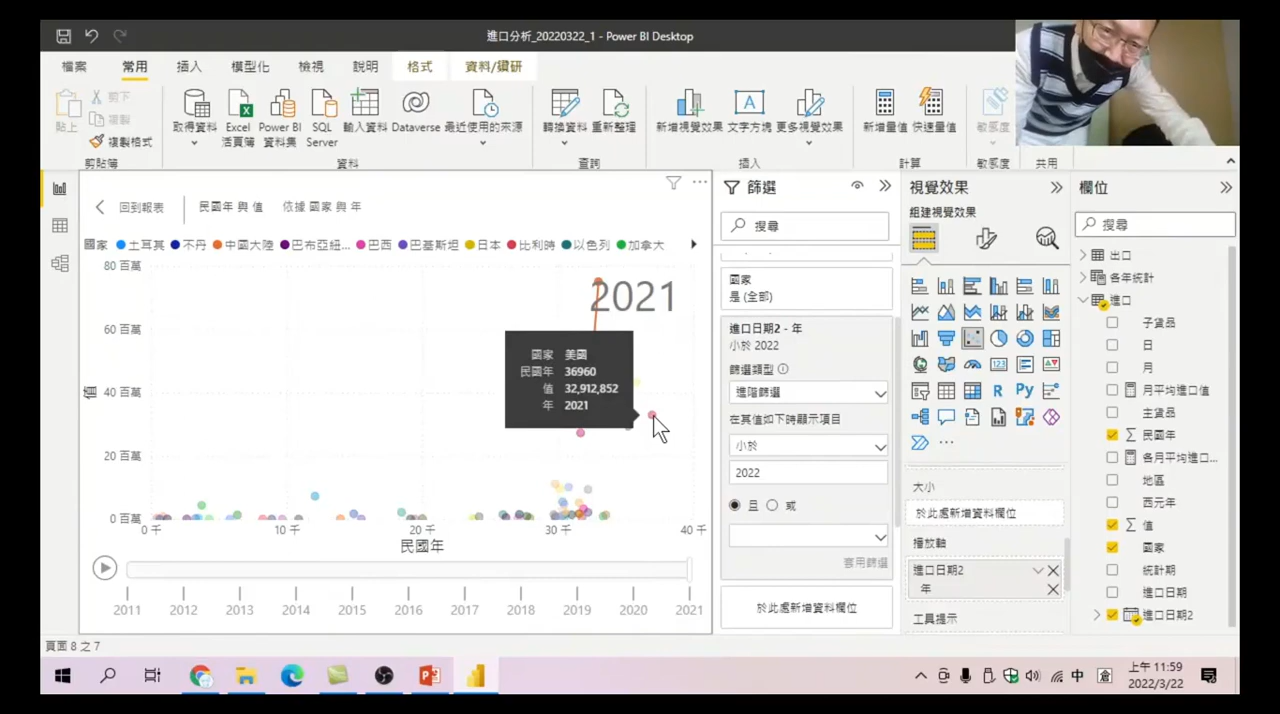 進口分析_20220322_1 - Power BI Desktop
檔案 常用 插入 模型化 檢視 說明 格式 資料/鑽研
貼上 剪下 複製 複製格式
取得資料 Excel 活頁簿 Power BI 資料集 SQL Server 輸入資料 Dataverse 最近使用的來源
轉換資料 重新整理
新增視覺效果 文字方塊 更多視覺效果
新增量值 快速量值
敏感度
剪貼簿 資料 查詢 插入 計算 敏感度 共用
回到報表 民國年 與 值 依據 國家 與 年
國家 土耳其 不丹 中國大陸 巴布亞紐... 巴西 巴基斯坦 日本 比利時 以色列 加拿大
80 百萬
60 百萬
40 百萬
20 百萬
0 百萬
值
2021
國家 美國
民國年 36960
值 32,912,852
年 2021
0 千 10 千 20 千 30 千 40 千
民國年
2011 2012 2013 2014 2015 2016 2017 2018 2019 2020 2021
篩選
搜尋
國家
是 (全部)
進口日期2 - 年
小於 2022
篩選類型
進階篩選
在其值如下時顯示項目
小於
2022
且 或
套用篩選
於此處新增資料欄位
視覺效果
組建視覺效果
123
R Py
大小
於此處新增資料欄位
播放軸
進口日期2
年
工具提示
欄位
搜尋
出口
各年統計
進口
子貨品
日
月
月平均進口值
主貨品
民國年
各月平均進口...
地區
西元年
值
國家
統計期
進口日期
進口日期2
頁面 8 之 7
中 上午 11:59
2022/3/22